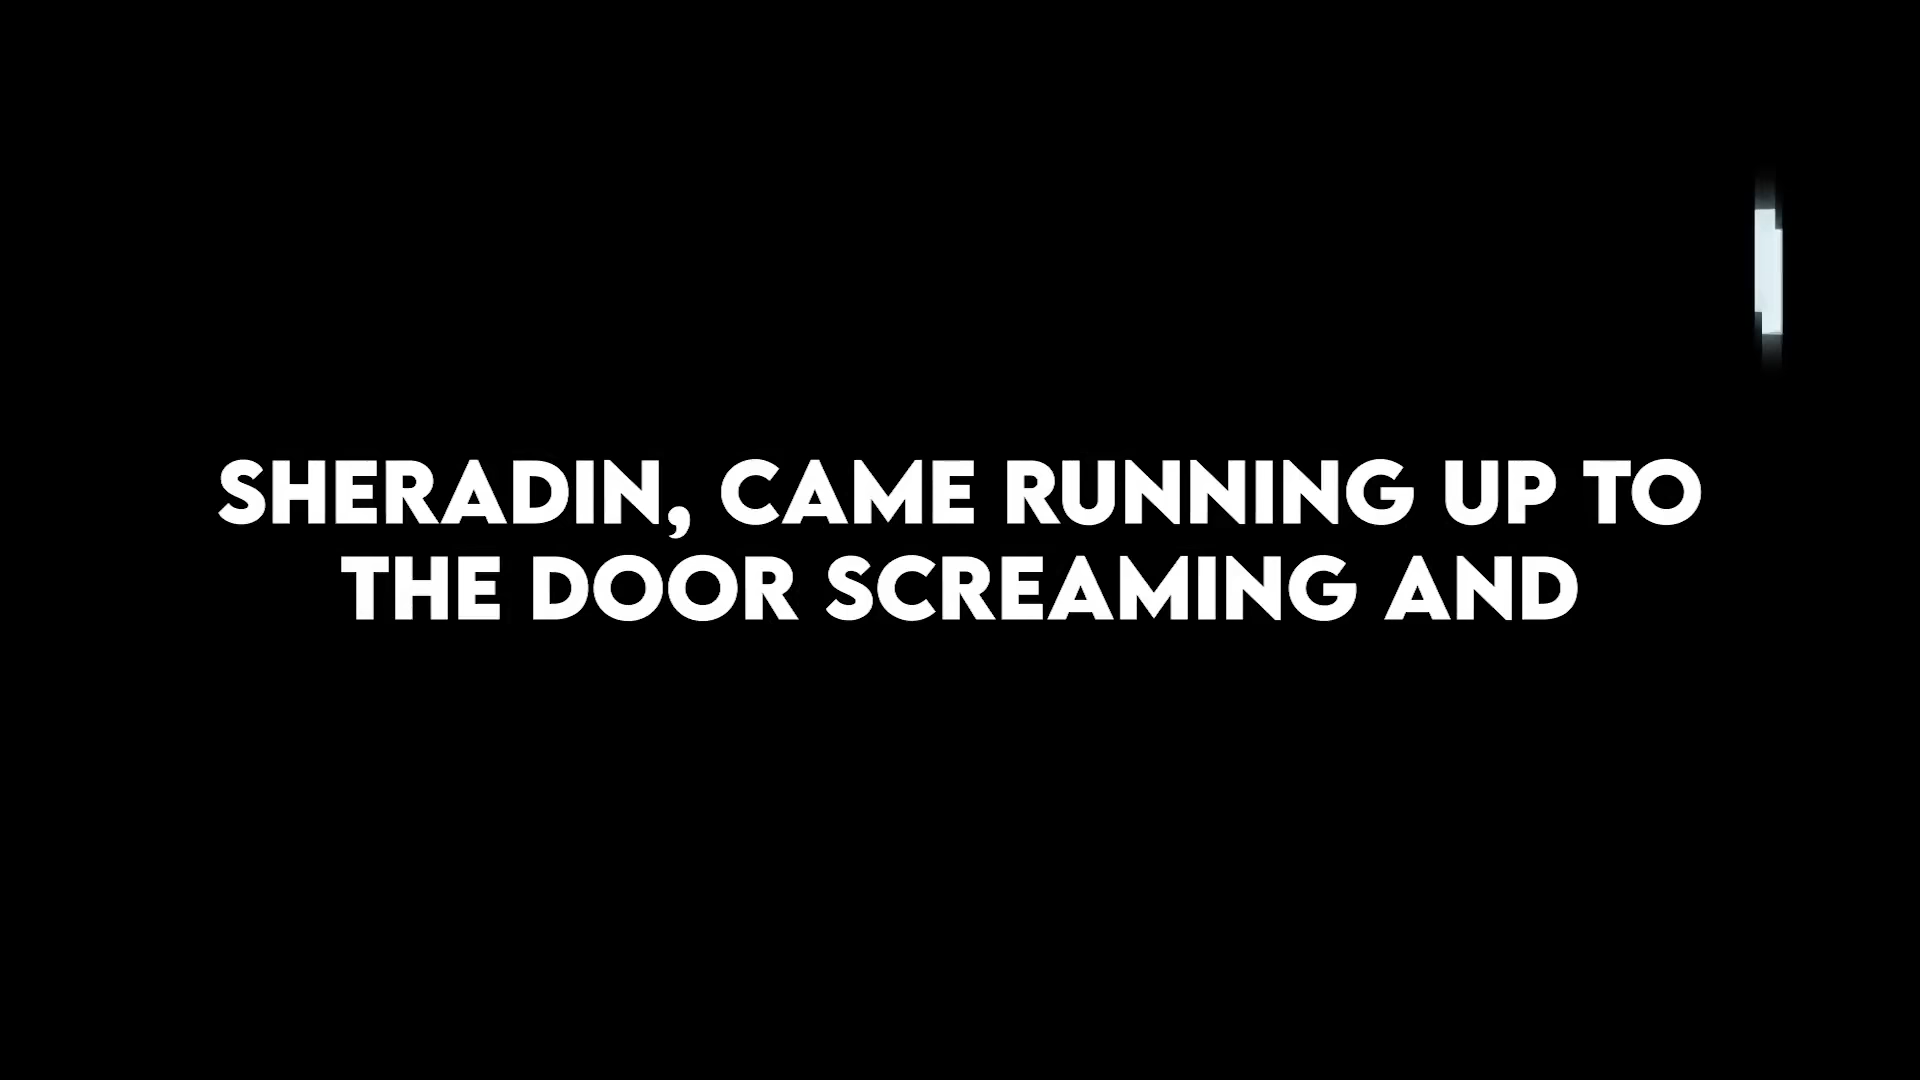 SHERADIN, CAME RUNNING UP TO
THE DOOR SCREAMING AND